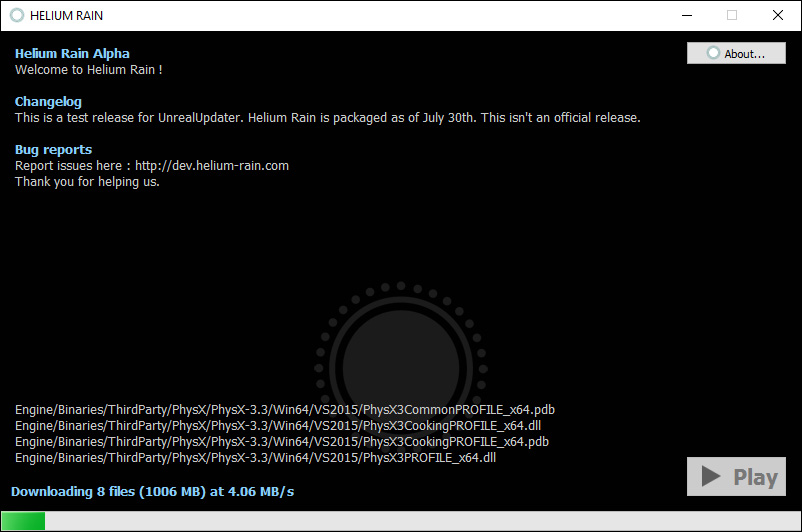 HELIUM RAIN
Helium Rain Alpha
About...
Welcome to Helium Rain !
Changelog
This is a test release for UnrealUpdater. Helium Rain is packaged as of July 30th. This isn't an official release.
Bug reports
Report issues here : http://dev.helium-rain.com
Thank you for helping us.
Engine/Binaries/ThirdParty/PhysX/PhysX-3.3/Win64/VS2015/PhysX3CommonPROFILE_x64.pdb
Engine/Binaries/ThirdParty/PhysX/PhysX-3.3/Win64/VS2015/PhysX3CookingPROFILE_x64.dll
Engine/Binaries/ThirdParty/PhysX/PhysX-3.3/Win64/VS2015/PhysX3CookingPROFILE_x64.pdb
Engine/Binaries/ThirdParty/PhysX/PhysX-3.3/Win64/VS2015/PhysX3PROFILE_x64.dll
Play
Downloading 8 files (1006 MB) at 4.06 MB/s